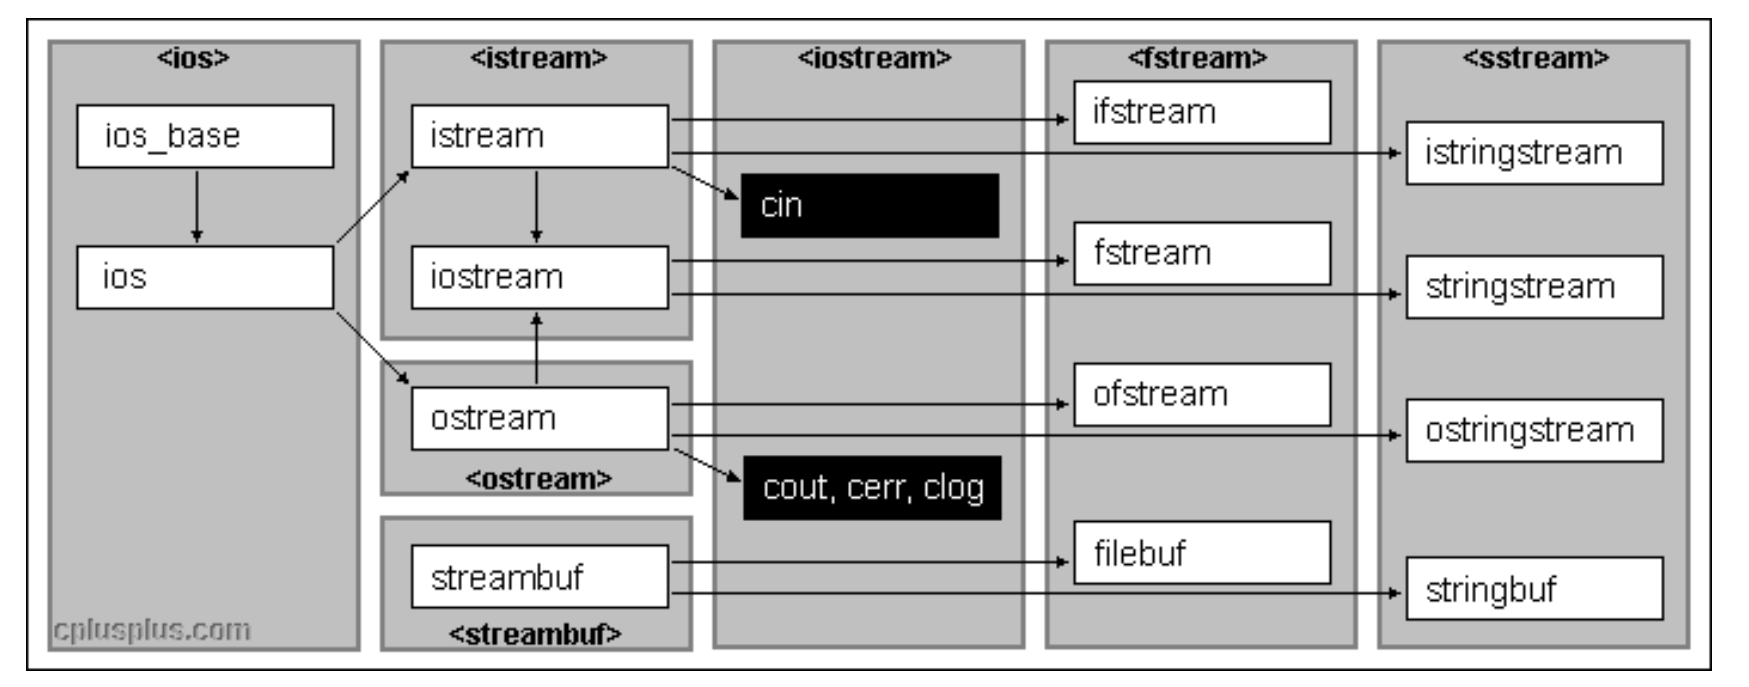 <ios>
ios_base
ios
cplusplus.com
<istream>
istream
iostream
ostream
<ostream>
streambuf
<streambuf>
<iostream>
cin
cout, cerr, clog
<fstream>
ifstream
fstream
ofstream
filebuf
<sstream>
istringstream
stringstream
ostringstream
stringbuf